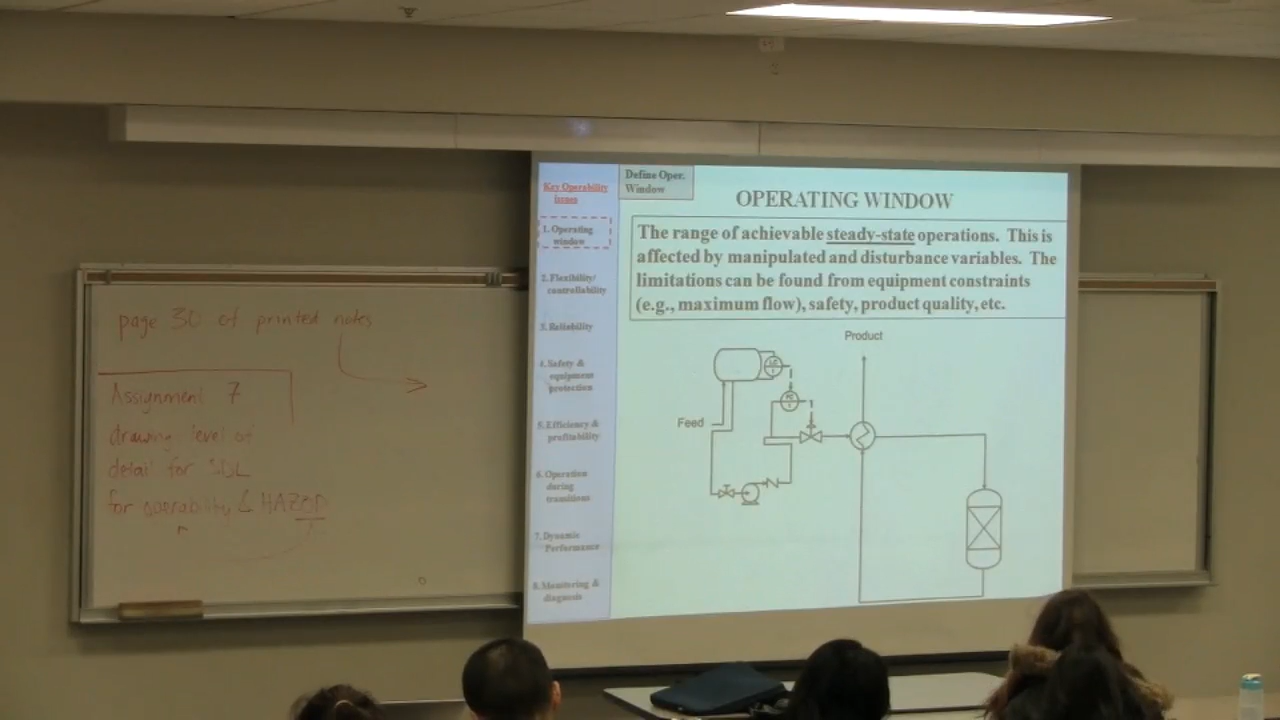 page 30 of printed notes
Assignment 7
drawing level of
detail for SDL
for operability & HAZOP
Key Operability
Issues
1. Operating
window
2. Flexibility/
controllability
3. Reliability
4. Safety &
equipment
protection
5. Efficiency &
profitability
6. Operation
during
transitions
7. Dynamic
Performance
8. Monitoring &
diagnosis
Define Oper.
Window
OPERATING WINDOW
The range of achievable steady-state operations. This is
affected by manipulated and disturbance variables. The
limitations can be found from equipment constraints
(e.g., maximum flow), safety, product quality, etc.
Product
Feed